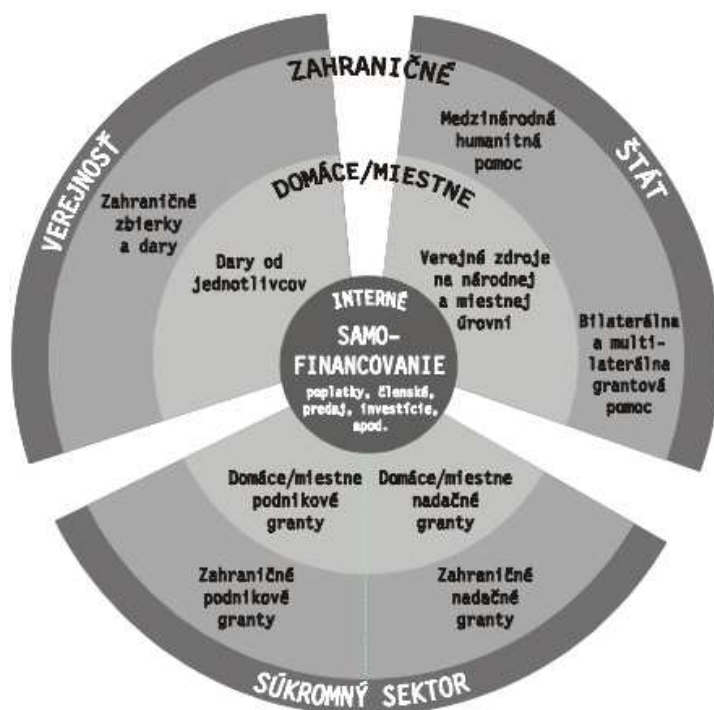 ZAHRANIČNÉ
DOMÁCE/MIESTNE
VEREJNOSŤ
Zahraničné
zbierky
a dary
Dary od
jednotlivcov
ŠTÁT
Medzinárodná
humanitná
pomoc
Verejné zdroje
na národnej
a miestnej
úrovni
Bilaterálna
a multi-
laterálna
grantová
pomoc
INTERNÉ
SAMO-
FINANCOVANIE
poplatky, členské,
predaj, investície,
apod.
Domáce/miestne
podnikové
granty
Domáce/miestne
nadačné
granty
Zahraničné
podnikové
granty
Zahraničné
nadačné
granty
SÚKROMNÝ SEKTOR